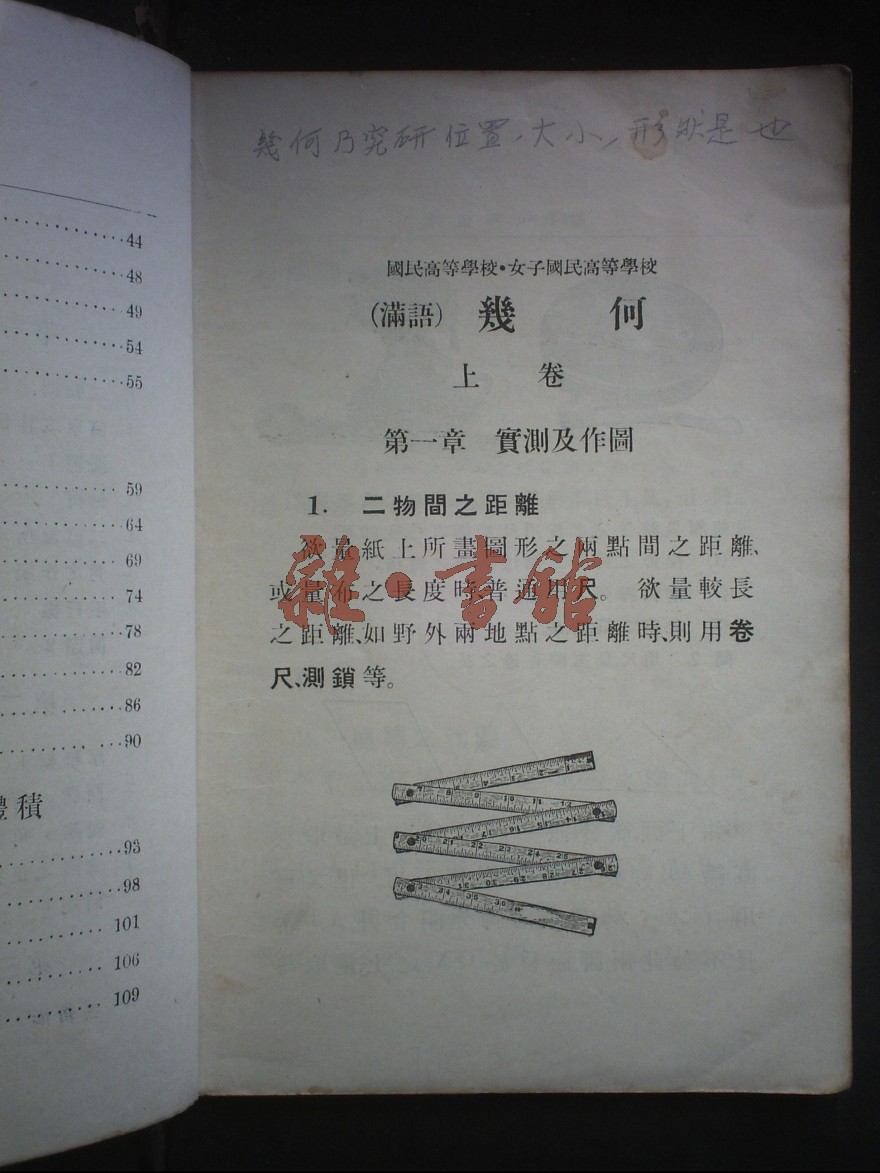 44
48
49
54
55
59
64
69
74
78
82
86
90
積
93
98
101
106
109
幾何乃究研位置、大小、形狀是也
國民高等學校•女子國民高等學校
(滿語) 幾何
上卷
第一章 實測及作圖
1. 二物間之距離
欲量紙上所畫圖形之兩點間之距離、
或量布之長度時、普通用尺。 欲量較長
之距離、如野外兩地點之距離時、則用卷
尺、測鎖等。
雜·書館